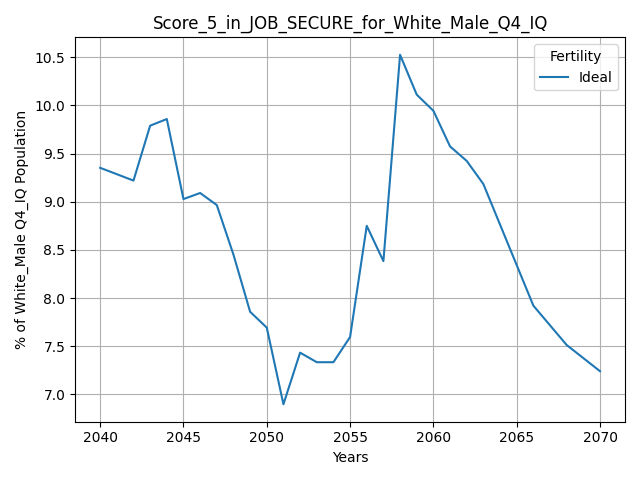 Score_5_in_JOB_SECURE_for_White_Male_Q4_IQ
Fertility
Ideal
% of White_Male Q4_IQ Population
10.5
10.0
9.5
9.0
8.5
8.0
7.5
7.0
2040 2045 2050 2055 2060 2065 2070
Years